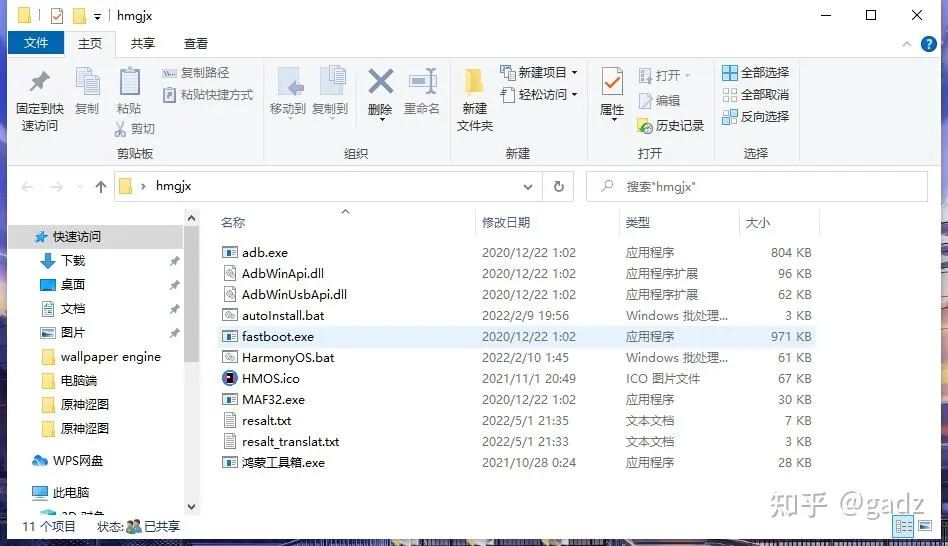 hmgjx
文件 主页 共享 查看
固定到快速访问
复制
粘贴
复制路径
粘贴快捷方式
剪切
剪贴板
移动到
复制到
删除
重命名
组织
新建文件夹
新建项目
轻松访问
新建
属性
打开
编辑
历史记录
打开
全部选择
全部取消
反向选择
选择
hmgjx
搜索"hmgjx"
快速访问
下载
桌面
文档
图片
wallpaper engine
电脑端
原神涩图
原神涩图
WPS网盘
此电脑
名称 修改日期 类型 大小
adb.exe 2020/12/22 1:02 应用程序 804 KB
AdbWinApi.dll 2020/12/22 1:02 应用程序扩展 96 KB
AdbWinUsbApi.dll 2020/12/22 1:02 应用程序扩展 62 KB
autoInstall.bat 2022/2/9 19:56 Windows 批处理... 3 KB
fastboot.exe 2020/12/22 1:02 应用程序 971 KB
HarmonyOS.bat 2022/2/10 1:45 Windows 批处理... 61 KB
HMOS.ico 2021/11/1 20:49 ICO 图片文件 67 KB
MAF32.exe 2020/12/22 1:02 应用程序 30 KB
resalt.txt 2022/5/1 21:35 文本文档 7 KB
resalt_translat.txt 2022/5/1 21:33 文本文档 3 KB
鸿蒙工具箱.exe 2021/10/28 0:24 应用程序 28 KB
11 个项目 状态: 已共享
知乎 @gadz